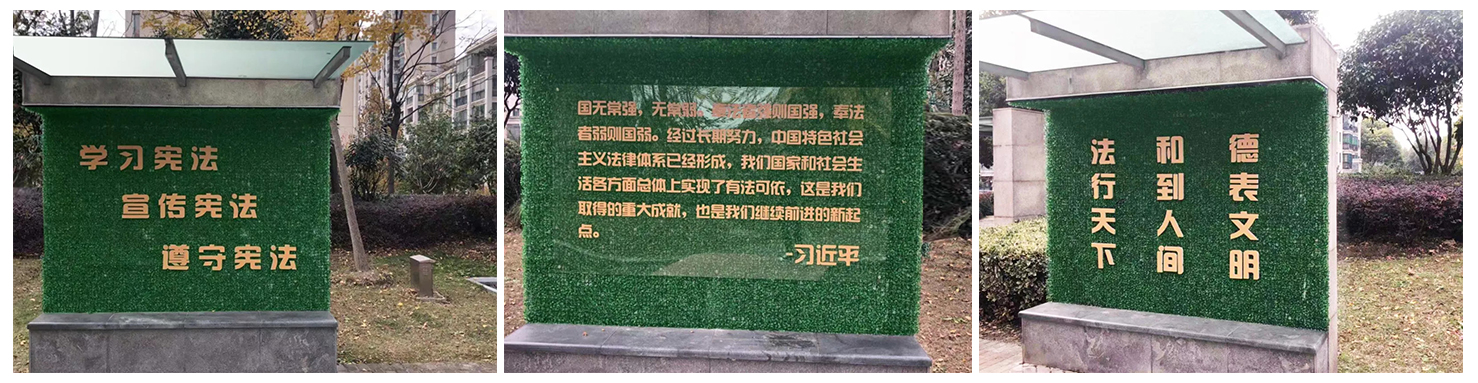 学习宪法
宣传宪法
遵守宪法
国无常强，无常弱。奉法者强则国强，奉法
者弱则国弱。经过长期努力，中国特色社会
主义法律体系已经形成，我们国家和社会生
活各方面总体上实现了有法可依，这是我们
取得的重大成就，也是我们继续前进的新起
点。
-习近平
德表文明
和到人间
法行天下